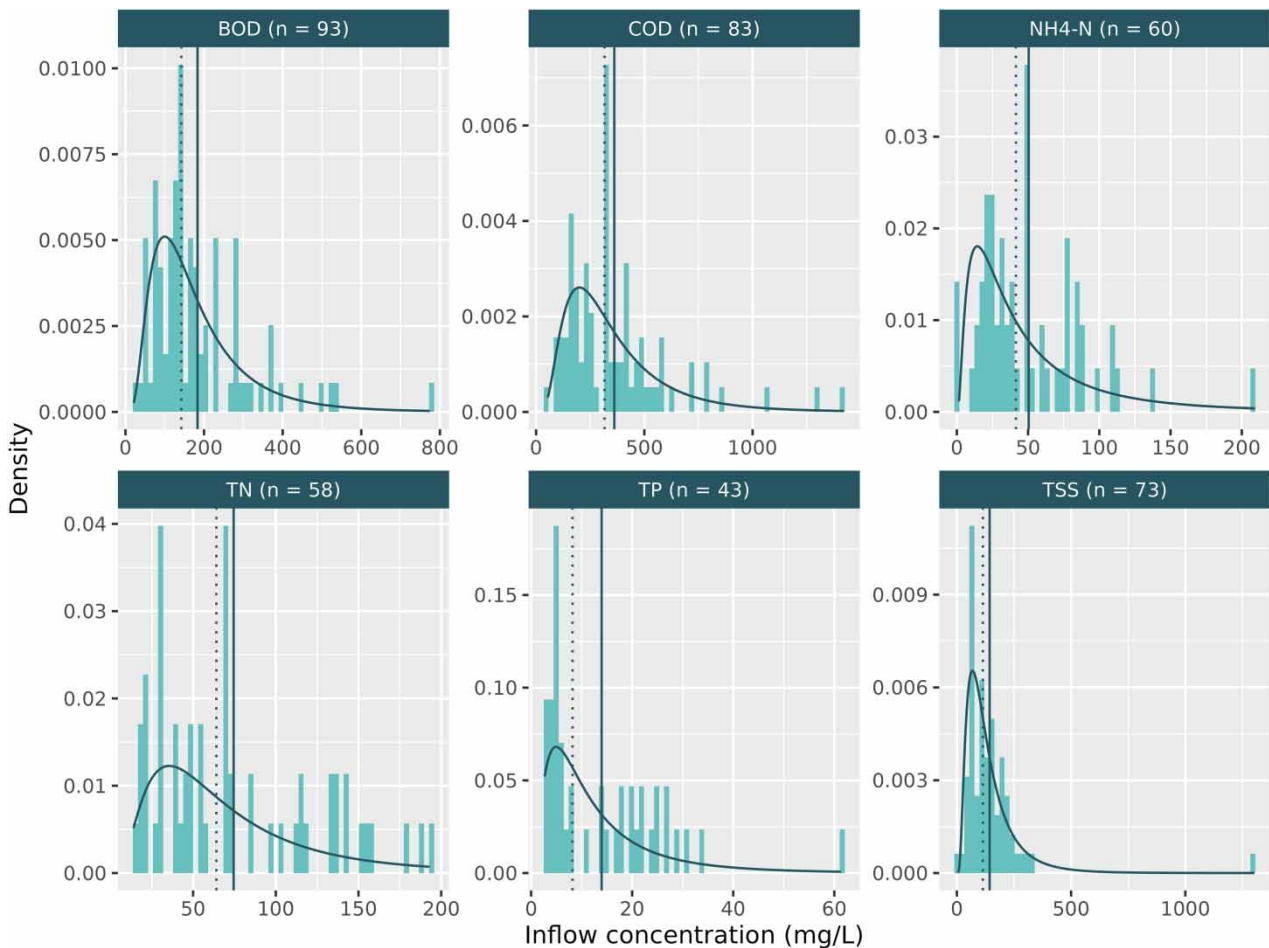 BOD (n = 93)
COD (n = 83)
NH4-N (n = 60)
0.0100
0.0075
0.0050
0.0025
0.0000
0.006
0.004
0.002
0.000
0.03
0.02
0.01
0.00
0 200 400 600 800
0 500 1000
0 50 100 150 200
Density
TN (n = 58)
TP (n = 43)
TSS (n = 73)
0.04
0.03
0.02
0.01
0.00
0.15
0.10
0.05
0.00
0.009
0.006
0.003
0.000
50 100 150 200
0 20 40 60
0 500 1000
Inflow concentration (mg/L)